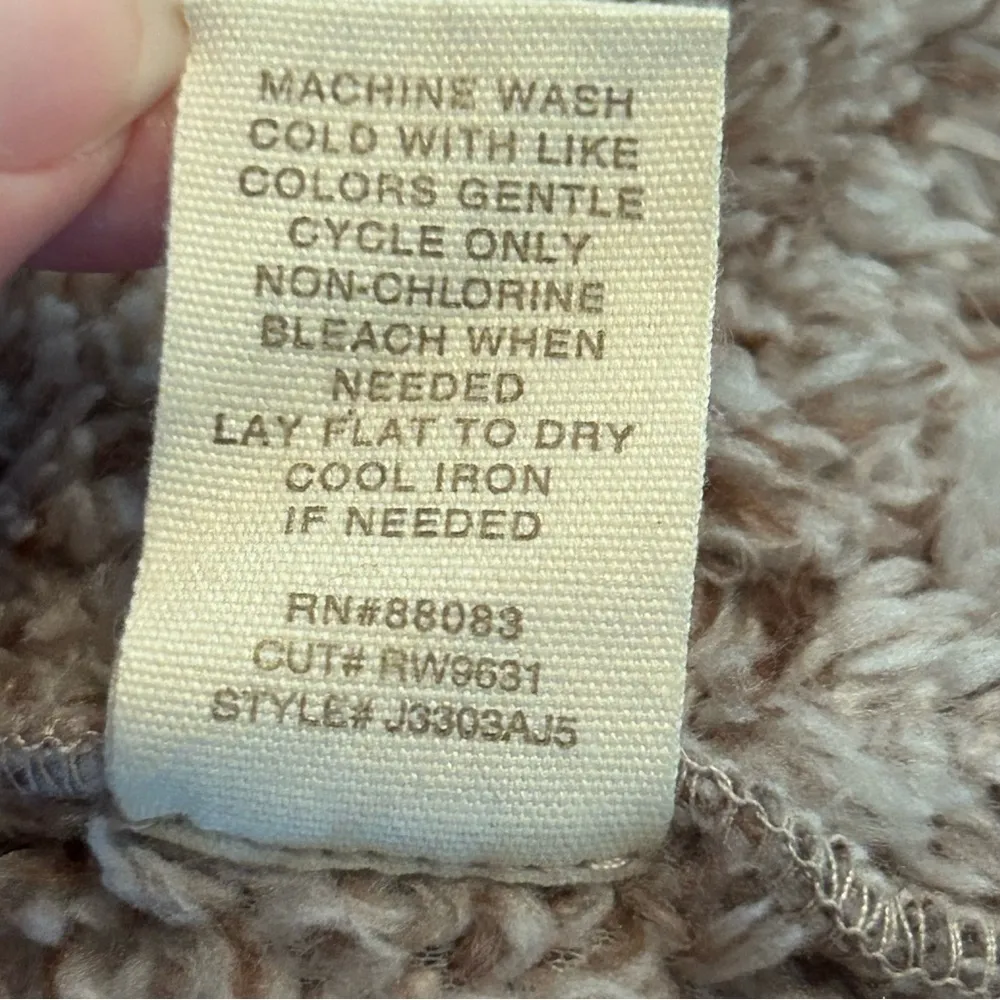 MACHINE WASH
COLD WITH LIKE
COLORS GENTLE
CYCLE ONLY
NON-CHLORINE
BLEACH WHEN
NEEDED
LAY FLAT TO DRY
COOL IRON
IF NEEDED
RN#88083
CUT# RW9631
STYLE# J3303AJ5